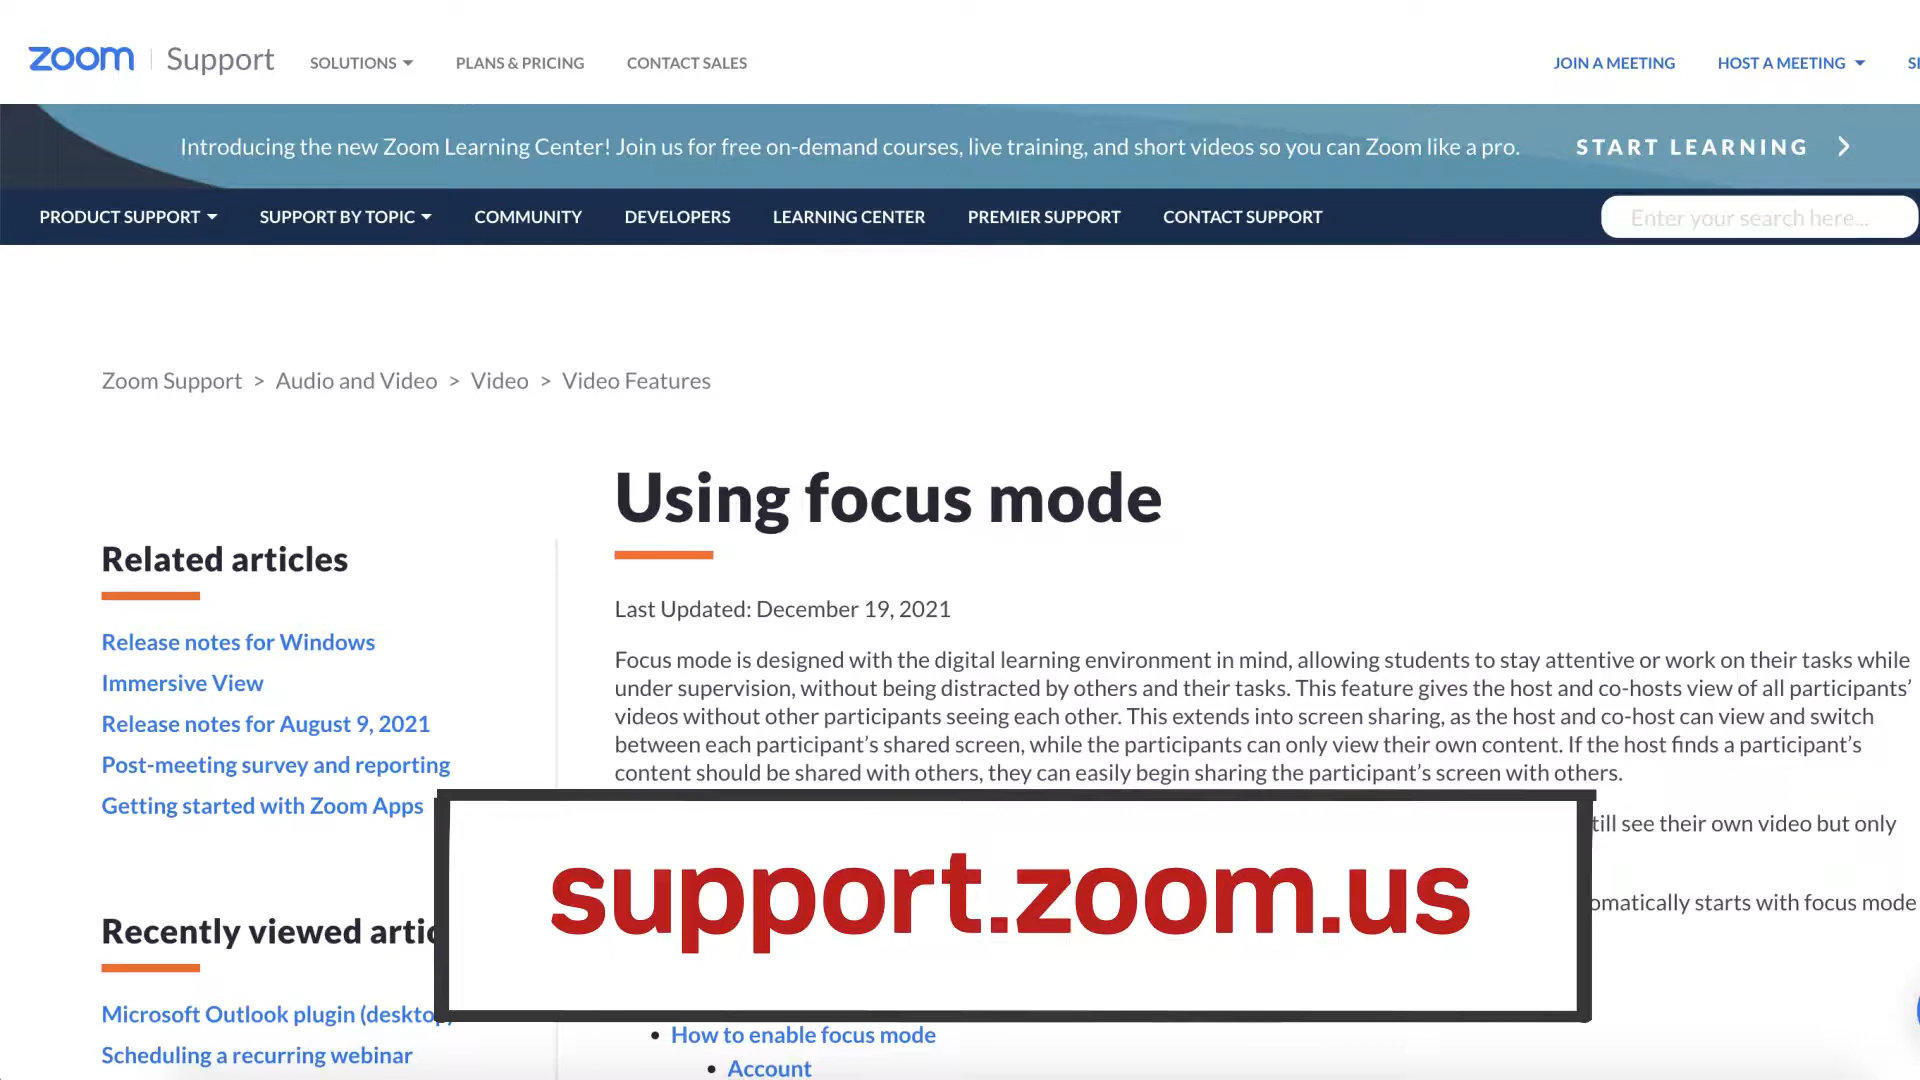 zoom Support SOLUTIONS PLANS & PRICING CONTACT SALES JOIN A MEETING HOST A MEETING
Introducing the new Zoom Learning Center! Join us for free on-demand courses, live training, and short videos so you can Zoom like a pro. START LEARNING
PRODUCT SUPPORT SUPPORT BY TOPIC COMMUNITY DEVELOPERS LEARNING CENTER PREMIER SUPPORT CONTACT SUPPORT Enter your search here...
Zoom Support > Audio and Video > Video > Video Features
Related articles
Release notes for Windows
Immersive View
Release notes for August 9, 2021
Post-meeting survey and reporting
Getting started with Zoom Apps
Recently viewed
Microsoft Outlook plugin
Scheduling a recurring webinar
Using focus mode
Last Updated: December 19, 2021
Focus mode is designed with the digital learning environment in mind, allowing students to stay attentive or work on their tasks while
under supervision, without being distracted by others and their tasks. This feature gives the host and co-hosts view of all participants’
videos without other participants seeing each other. This extends into screen sharing, as the host and co-host can view and switch
between each participant’s shared screen, while the participants can only view their own content. If the host finds a participant’s
content should be shared with others, they can easily begin sharing the participant’s screen with others.
see their own video but only
starts with focus mode
support.zoom.us
• How to enable focus mode
• Account